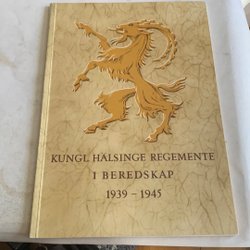 KUNGL HÄLSINGE REGEMENTE
I BEREDSKAP
1939 - 1945